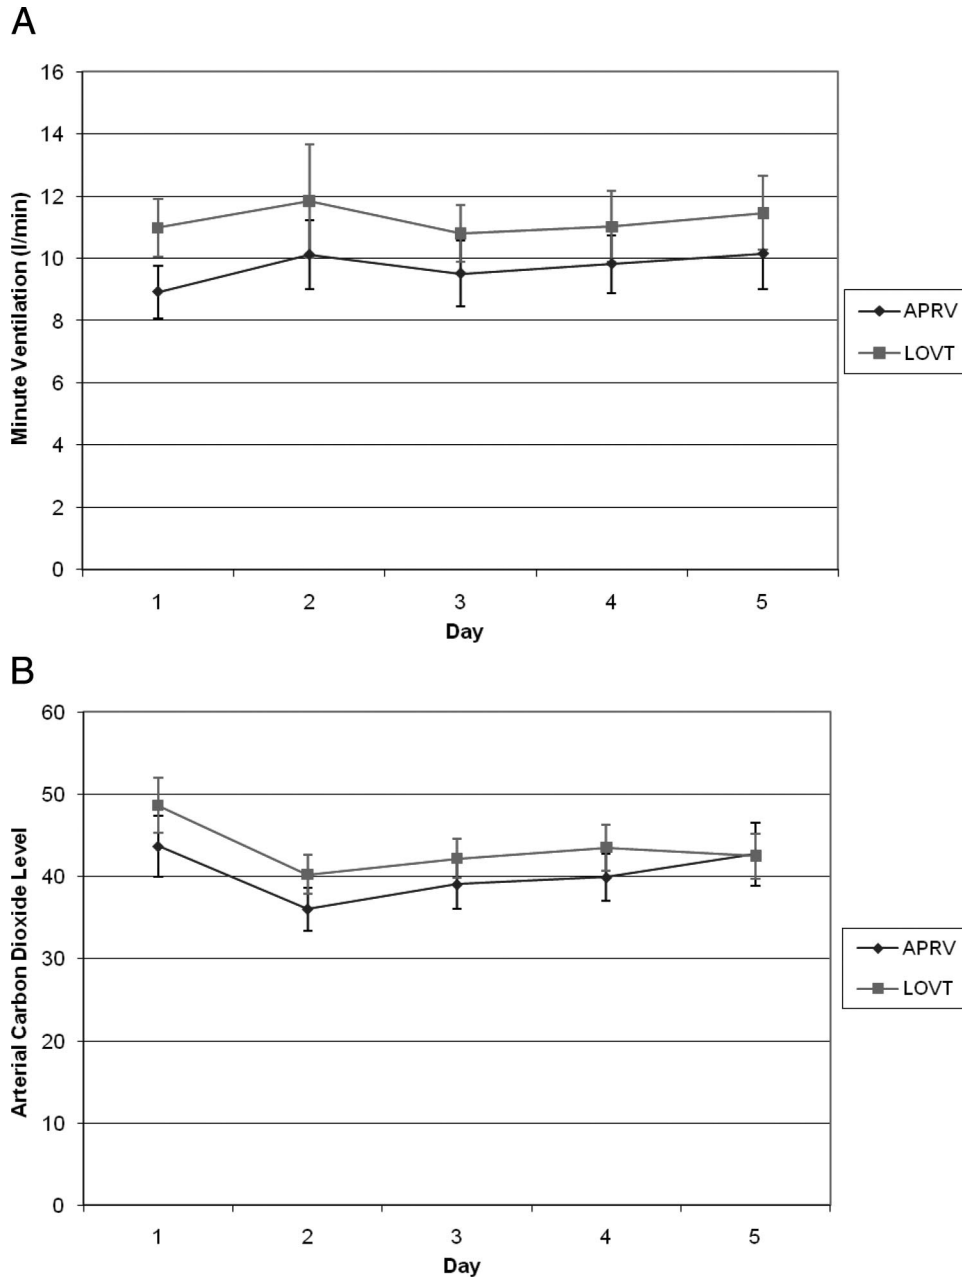 A
16
14
12
10
8
6
4
2
0
Minute Ventilation (l/min)
1 2 3 4 5
Day
APRV
LOVT
B
60
50
40
30
20
10
0
Arterial Carbon Dioxide Level
1 2 3 4 5
Day
APRV
LOVT